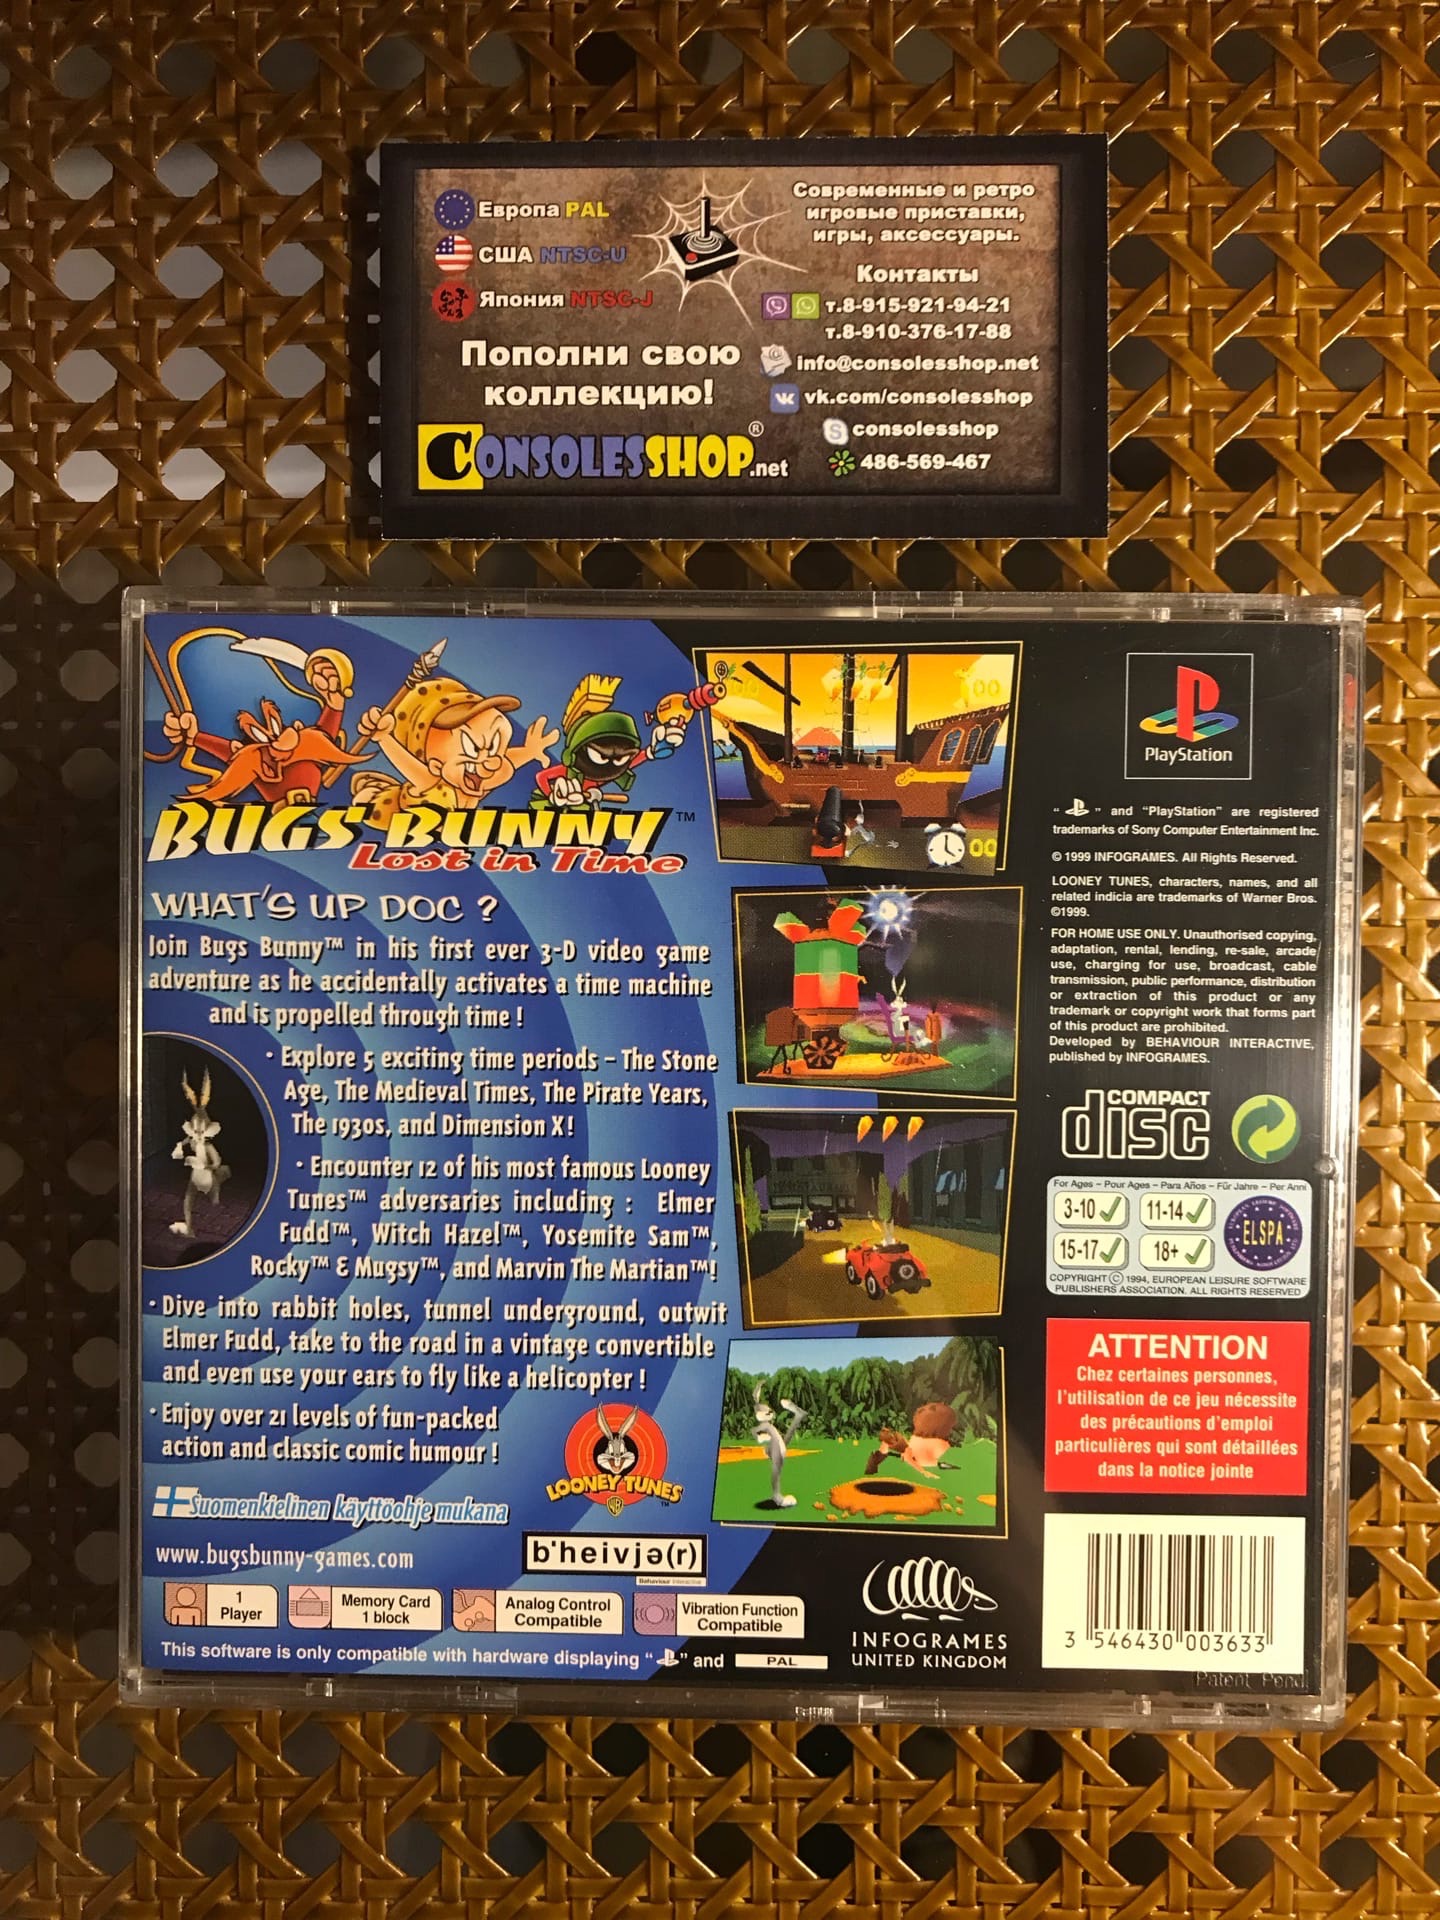 Европа PAL
США NTSC-U
Япония NTSC-J
Пополни свою
коллекцию!
CONSOLESSHOP.net
®
Современные и ретро
игровые приставки,
игры, аксессуары.
Контакты
т.8-915-921-94-21
т.8-910-376-17-88
info@consolesshop.net
vk.com/consolesshop
consolesshop
486-569-467
BUGS BUNNY™
Lost in Time
WHAT'S UP DOC ?
Join Bugs Bunny™ in his first ever 3-D video game
adventure as he accidentally activates a time machine
and is propelled through time !
· Explore 5 exciting time periods – The Stone
Age, The Medieval Times, The Pirate Years,
The 1930s, and Dimension X!
· Encounter 12 of his most famous Looney
Tunes™ adversaries including : Elmer
Fudd™, Witch Hazel™, Yosemite Sam™,
Rocky™ & Mugsy™, and Marvin The Martian™!
· Dive into rabbit holes, tunnel underground, outwit
Elmer Fudd, take to the road in a vintage convertible
and even use your ears to fly like a helicopter !
· Enjoy over 21 levels of fun-packed
action and classic comic humour !
LOONEY TUNES™
WB
Suomenkielinen käyttöohje mukana
www.bugsbunny-games.com
b'heivjə(r)
Behaviour Interactive
1
Player
Memory Card
1 block
Analog Control
Compatible
Vibration Function
Compatible
This software is only compatible with hardware displaying " " and PAL
00
00
INFOGRAMES
UNITED KINGDOM
PlayStation
" " and "PlayStation" are registered
trademarks of Sony Computer Entertainment Inc.
© 1999 INFOGRAMES. All Rights Reserved.
LOONEY TUNES, characters, names, and all
related indicia are trademarks of Warner Bros.
©1999.
FOR HOME USE ONLY. Unauthorised copying,
adaptation, rental, lending, re-sale, arcade
use, charging for use, broadcast, cable
transmission, public performance, distribution
or extraction of this product or any
trademark or copyright work that forms part
of this product are prohibited.
Developed by BEHAVIOUR INTERACTIVE,
published by INFOGRAMES.
COMPACT
disc
For Ages – Pour Ages – Para Años – Für Jahre – Per Anni
3-10 ✓ 11-14 ✓
15-17 ✓ 18+ ✓
ELSPA
COPYRIGHT © 1994, EUROPEAN LEISURE SOFTWARE
PUBLISHERS ASSOCIATION. ALL RIGHTS RESERVED
ATTENTION
Chez certaines personnes,
l'utilisation de ce jeu nécessite
des précautions d'emploi
particulières qui sont détaillées
dans la notice jointe
3 546430 003633
Patent Pend